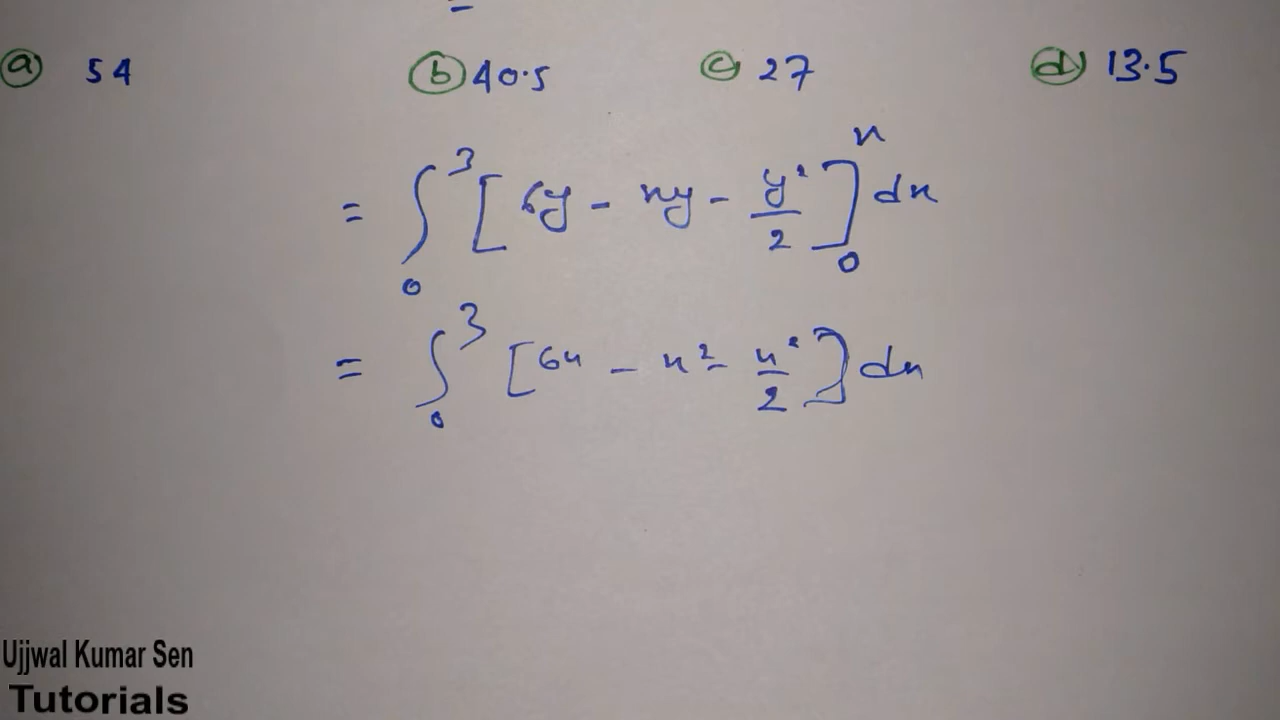 ⓐ 54 ⓑ 40.5 ⓒ 27 ⓓ 13.5
= ∫₀³ [6y - xy - y²/2]₀ˣ dx
= ∫₀³ [6x - x² - x²/2] dx
Ujjwal Kumar Sen
Tutorials